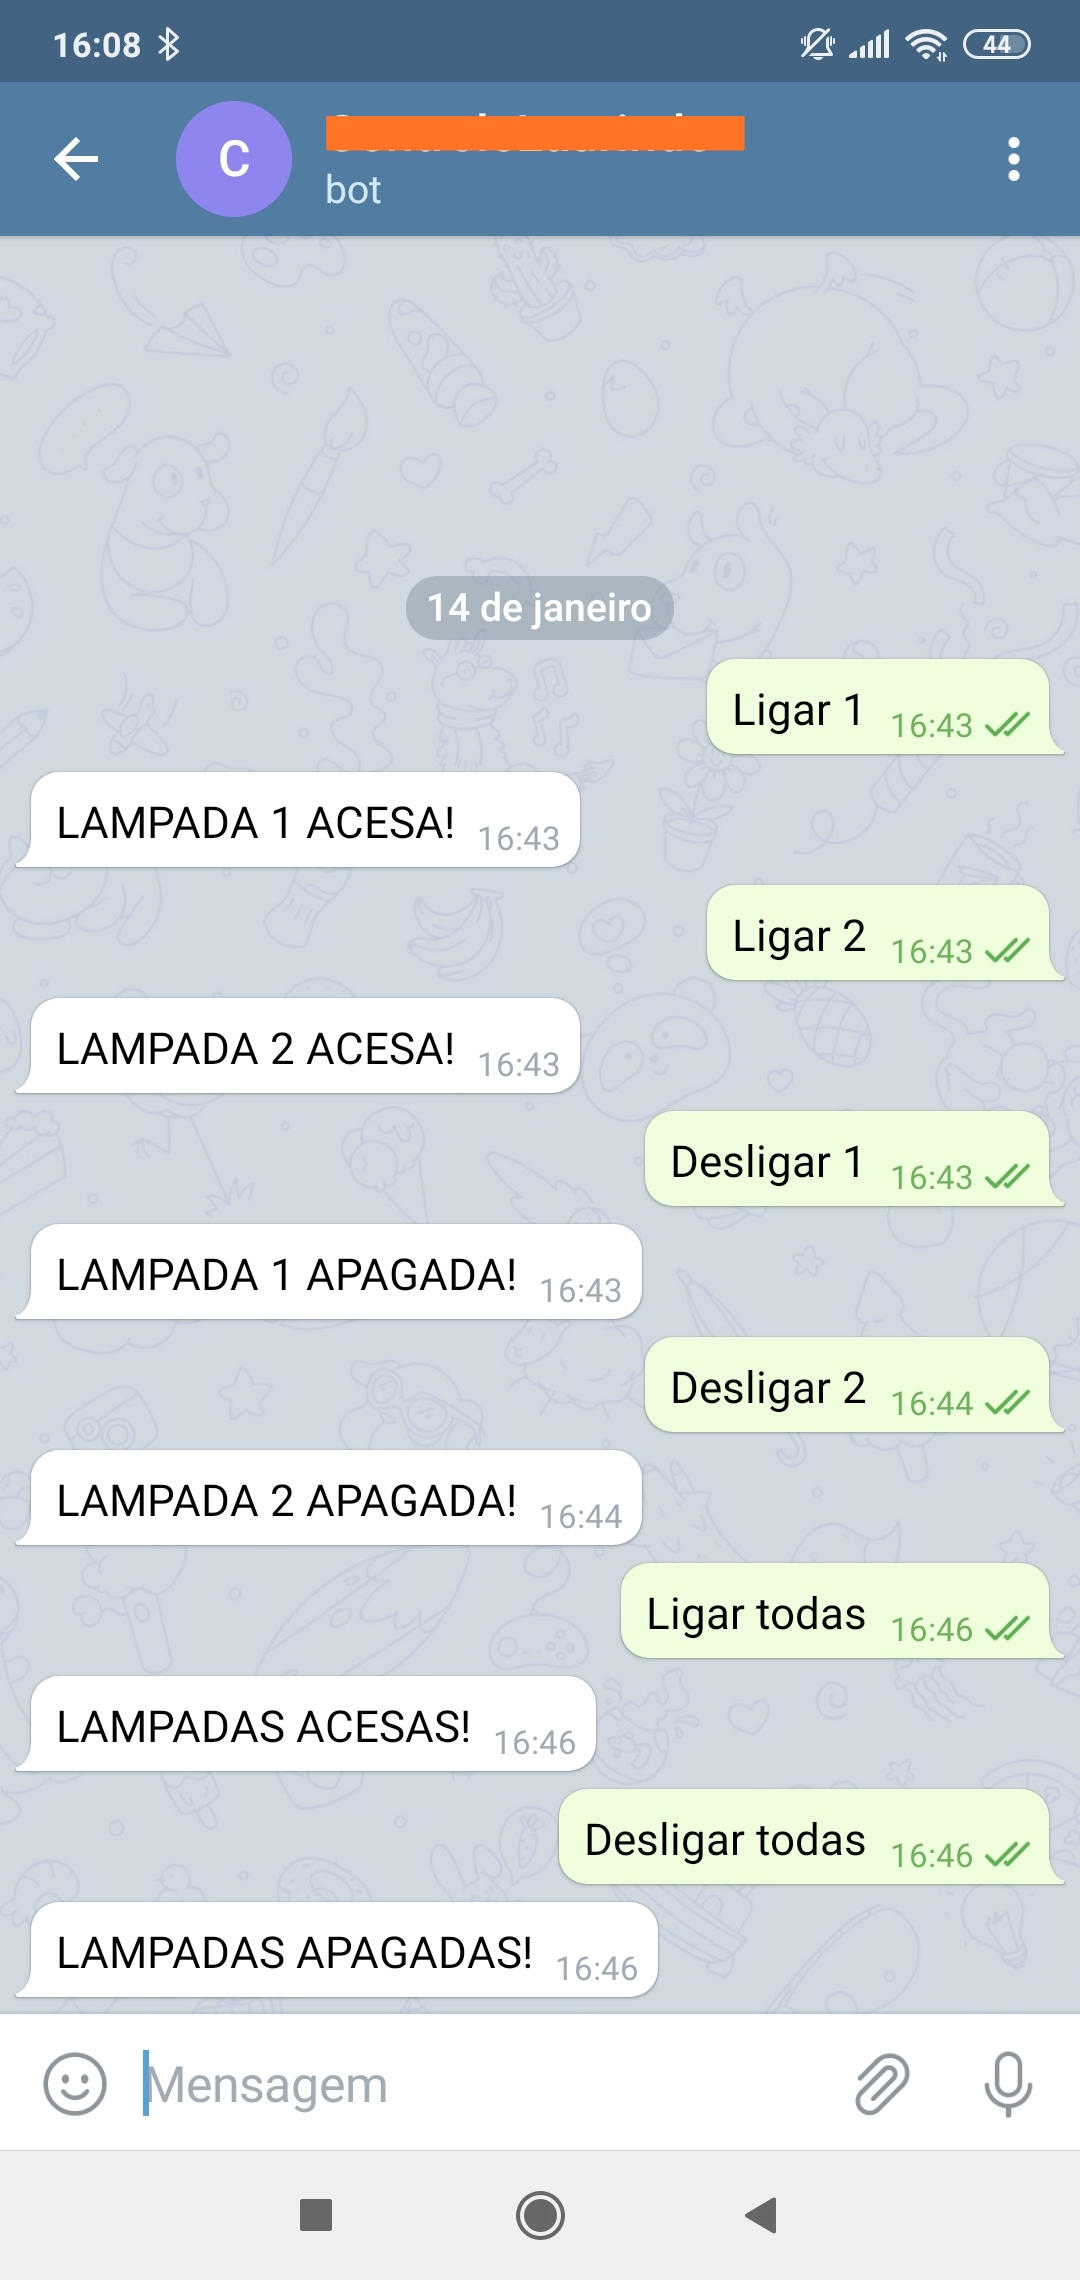 16:08
44
C
bot
14 de janeiro
Ligar 1 16:43
LAMPADA 1 ACESA! 16:43
Ligar 2 16:43
LAMPADA 2 ACESA! 16:43
Desligar 1 16:43
LAMPADA 1 APAGADA! 16:43
Desligar 2 16:44
LAMPADA 2 APAGADA! 16:44
Ligar todas 16:46
LAMPADAS ACESAS! 16:46
Desligar todas 16:46
LAMPADAS APAGADAS! 16:46
Mensagem